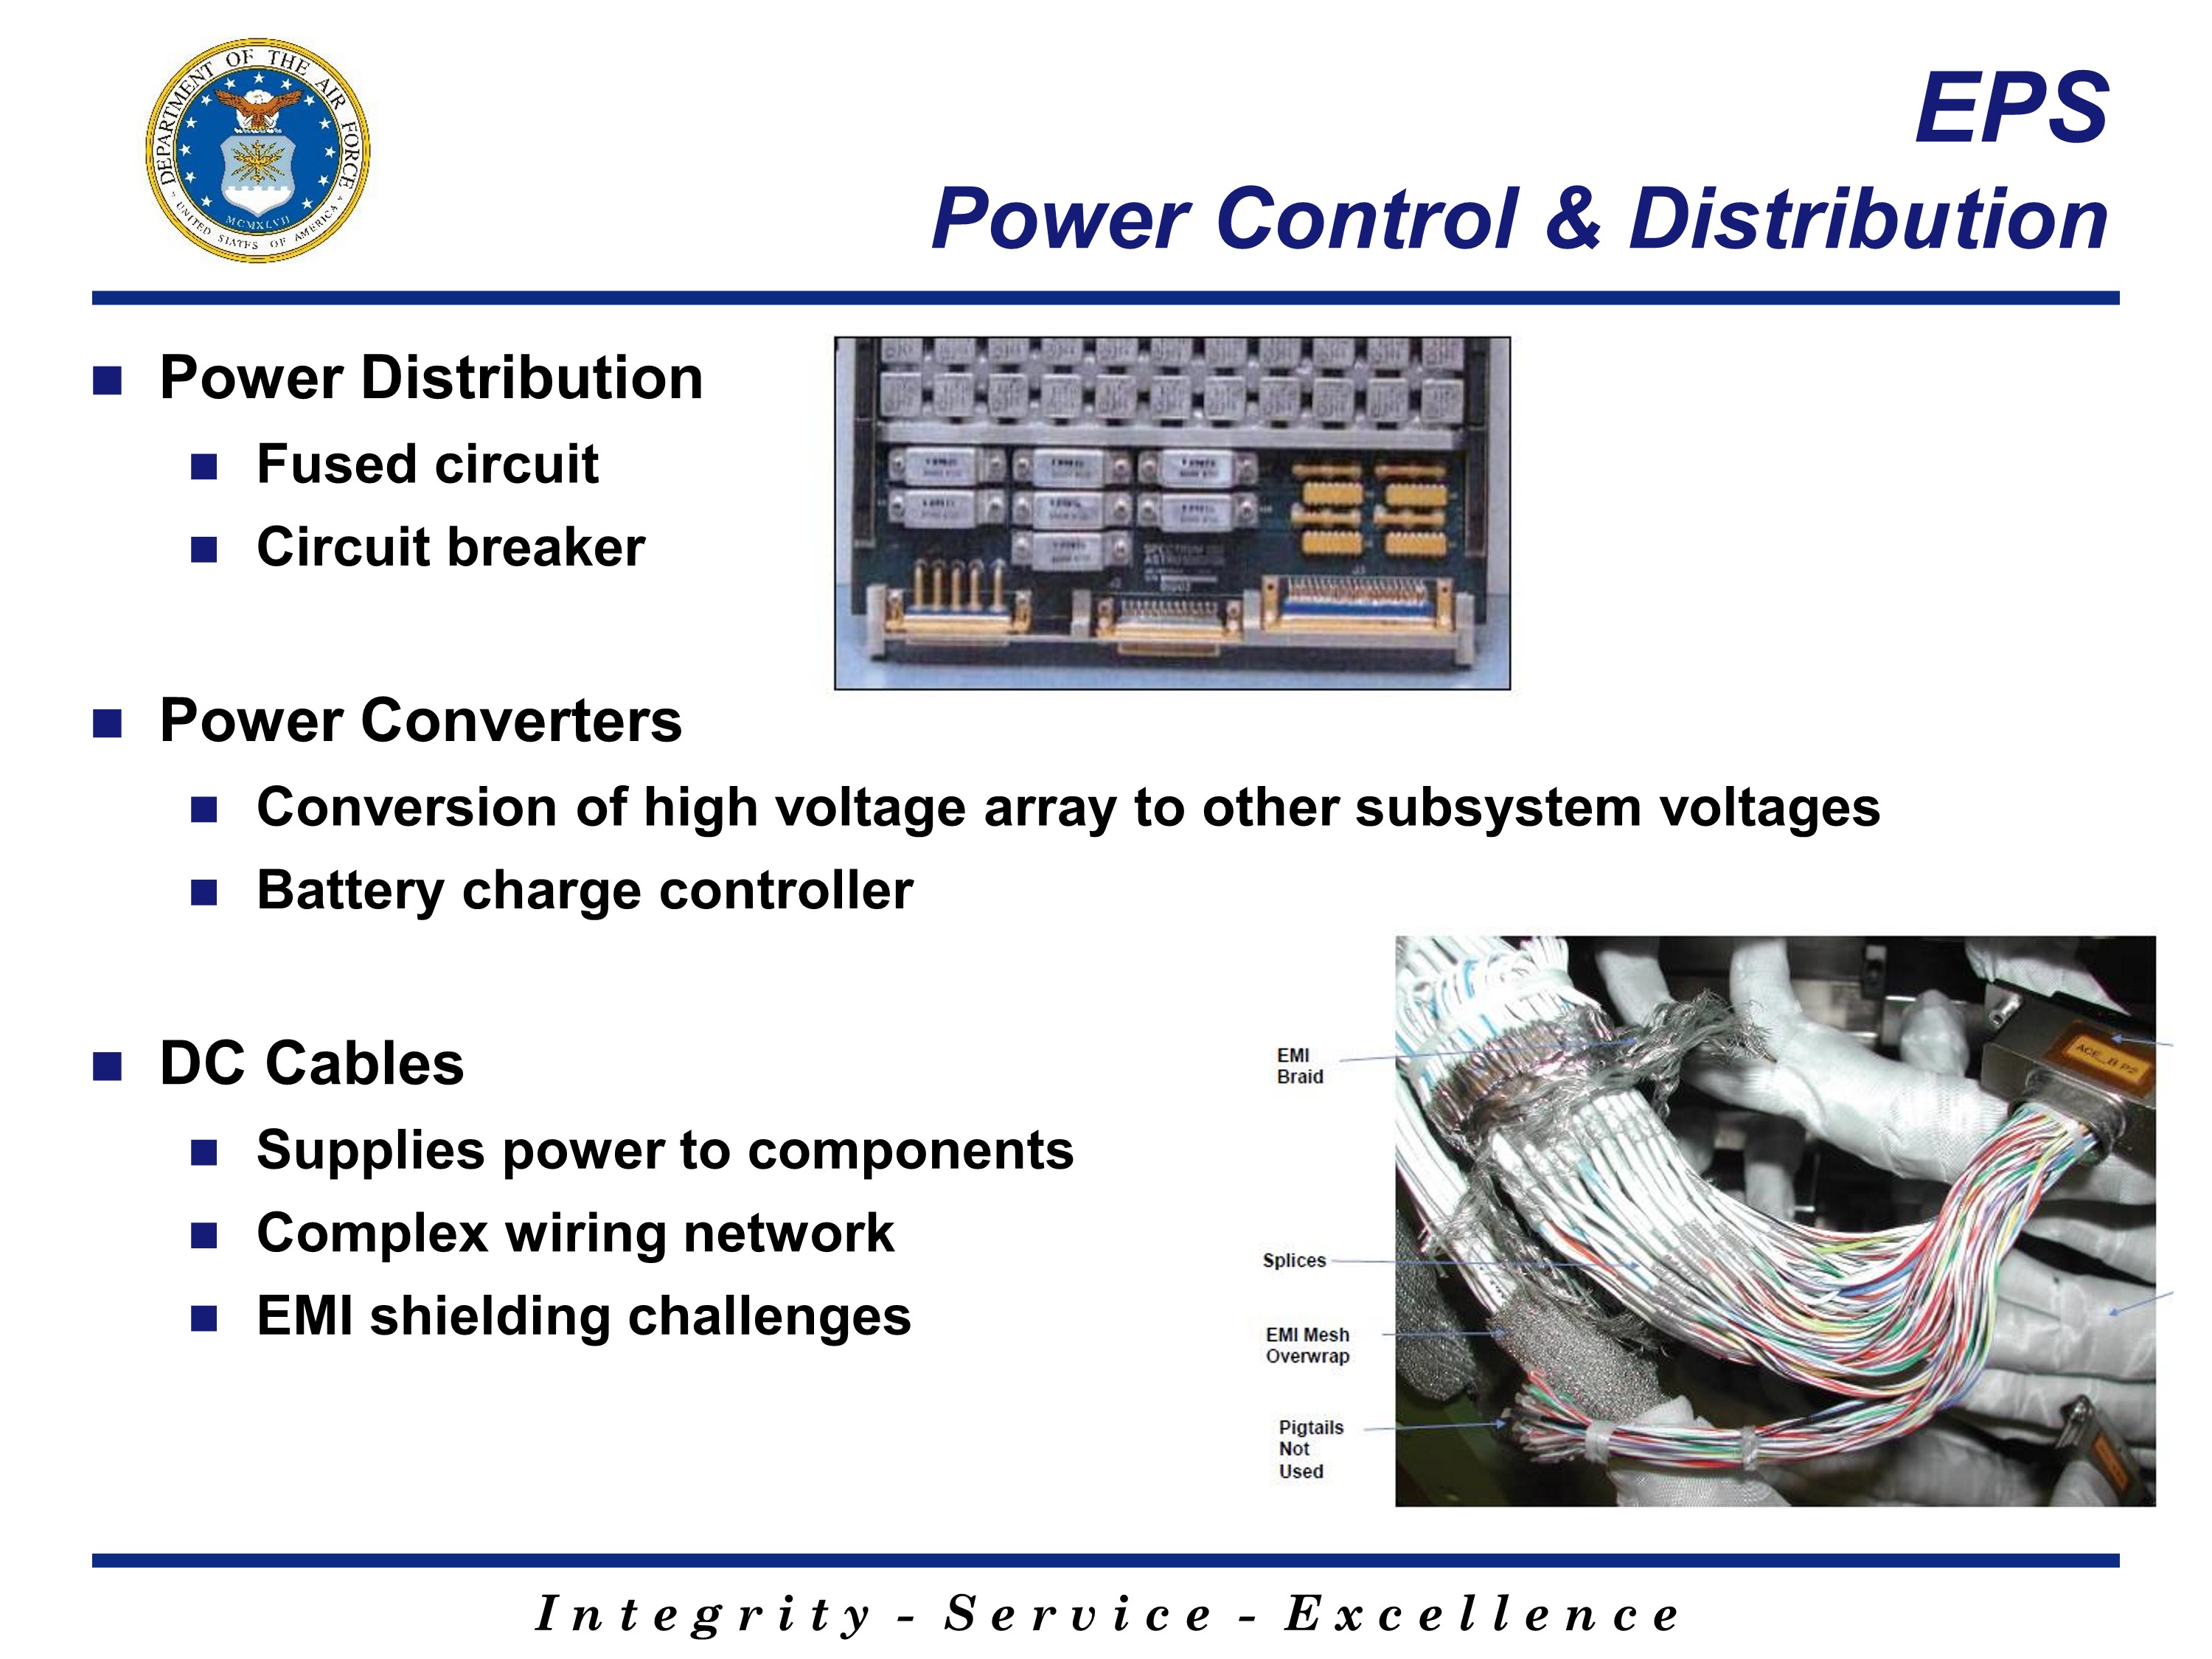 DEPARTMENT OF THE AIR FORCE
UNITED STATES OF AMERICA
MCMXLVII
EPS
Power Control & Distribution
Power Distribution
Fused circuit
Circuit breaker
Power Converters
Conversion of high voltage array to other subsystem voltages
Battery charge controller
DC Cables
Supplies power to components
Complex wiring network
EMI shielding challenges
EMI
Braid
ACE_B P2
Splices
EMI Mesh
Overwrap
Pigtails
Not
Used
Integrity - Service - Excellence